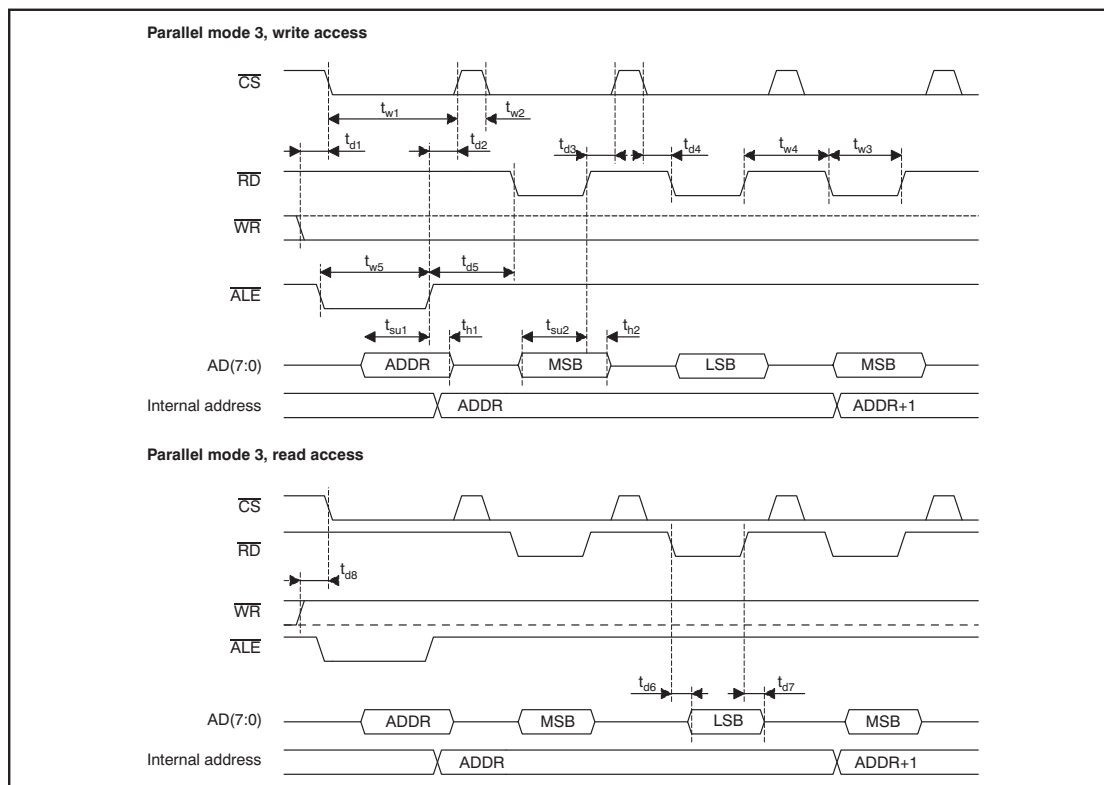 Parallel mode 3, write access
CS
tw1
tw2
td1
td2
td3
td4
tw4
tw3
RD
WR
tw5
td5
ALE
tsu1
th1
tsu2
th2
AD(7:0)
ADDR
MSB
LSB
MSB
Internal address
ADDR
ADDR+1
Parallel mode 3, read access
CS
RD
td8
WR
ALE
td6
td7
AD(7:0)
ADDR
MSB
LSB
MSB
Internal address
ADDR
ADDR+1